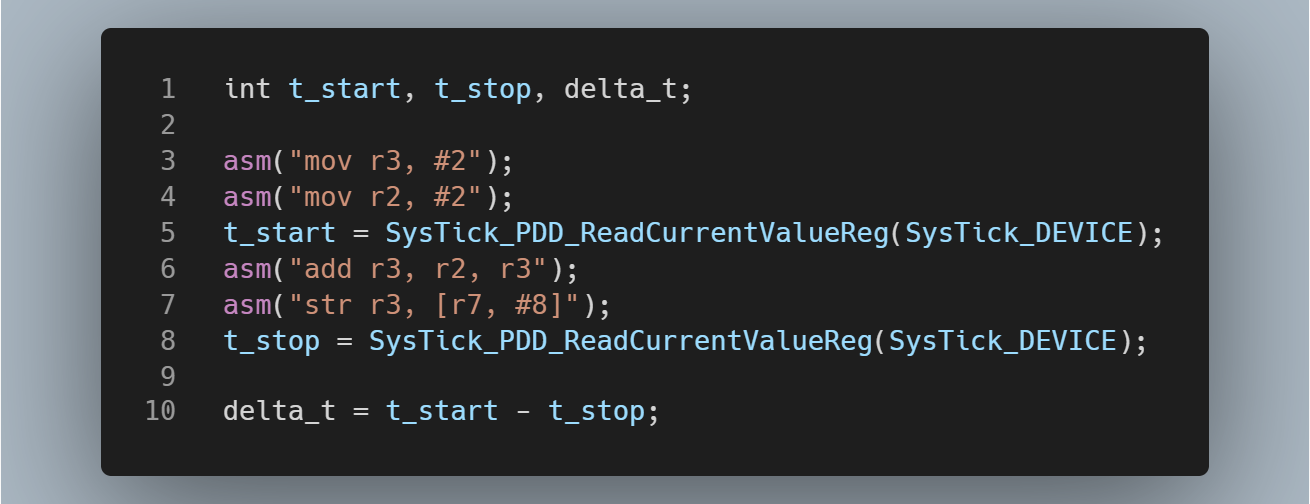 1 int t_start, t_stop, delta_t;
2
3 asm("mov r3, #2");
4 asm("mov r2, #2");
5 t_start = SysTick_PDD_ReadCurrentValueReg(SysTick_DEVICE);
6 asm("add r3, r2, r3");
7 asm("str r3, [r7, #8]");
8 t_stop = SysTick_PDD_ReadCurrentValueReg(SysTick_DEVICE);
9
10 delta_t = t_start - t_stop;